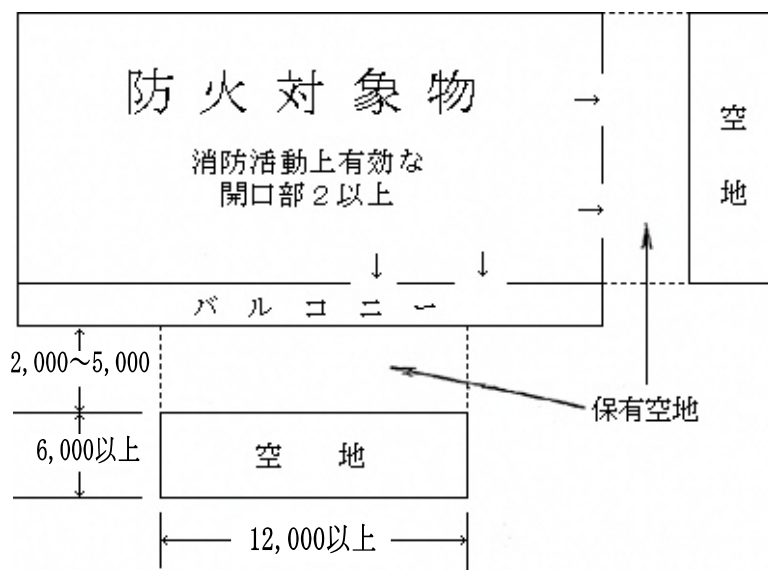 防火対象物
消防活動上有効な
開口部2以上
空
地
バルコニー
2,000~5,000
保有空地
6,000以上
空地
12,000以上